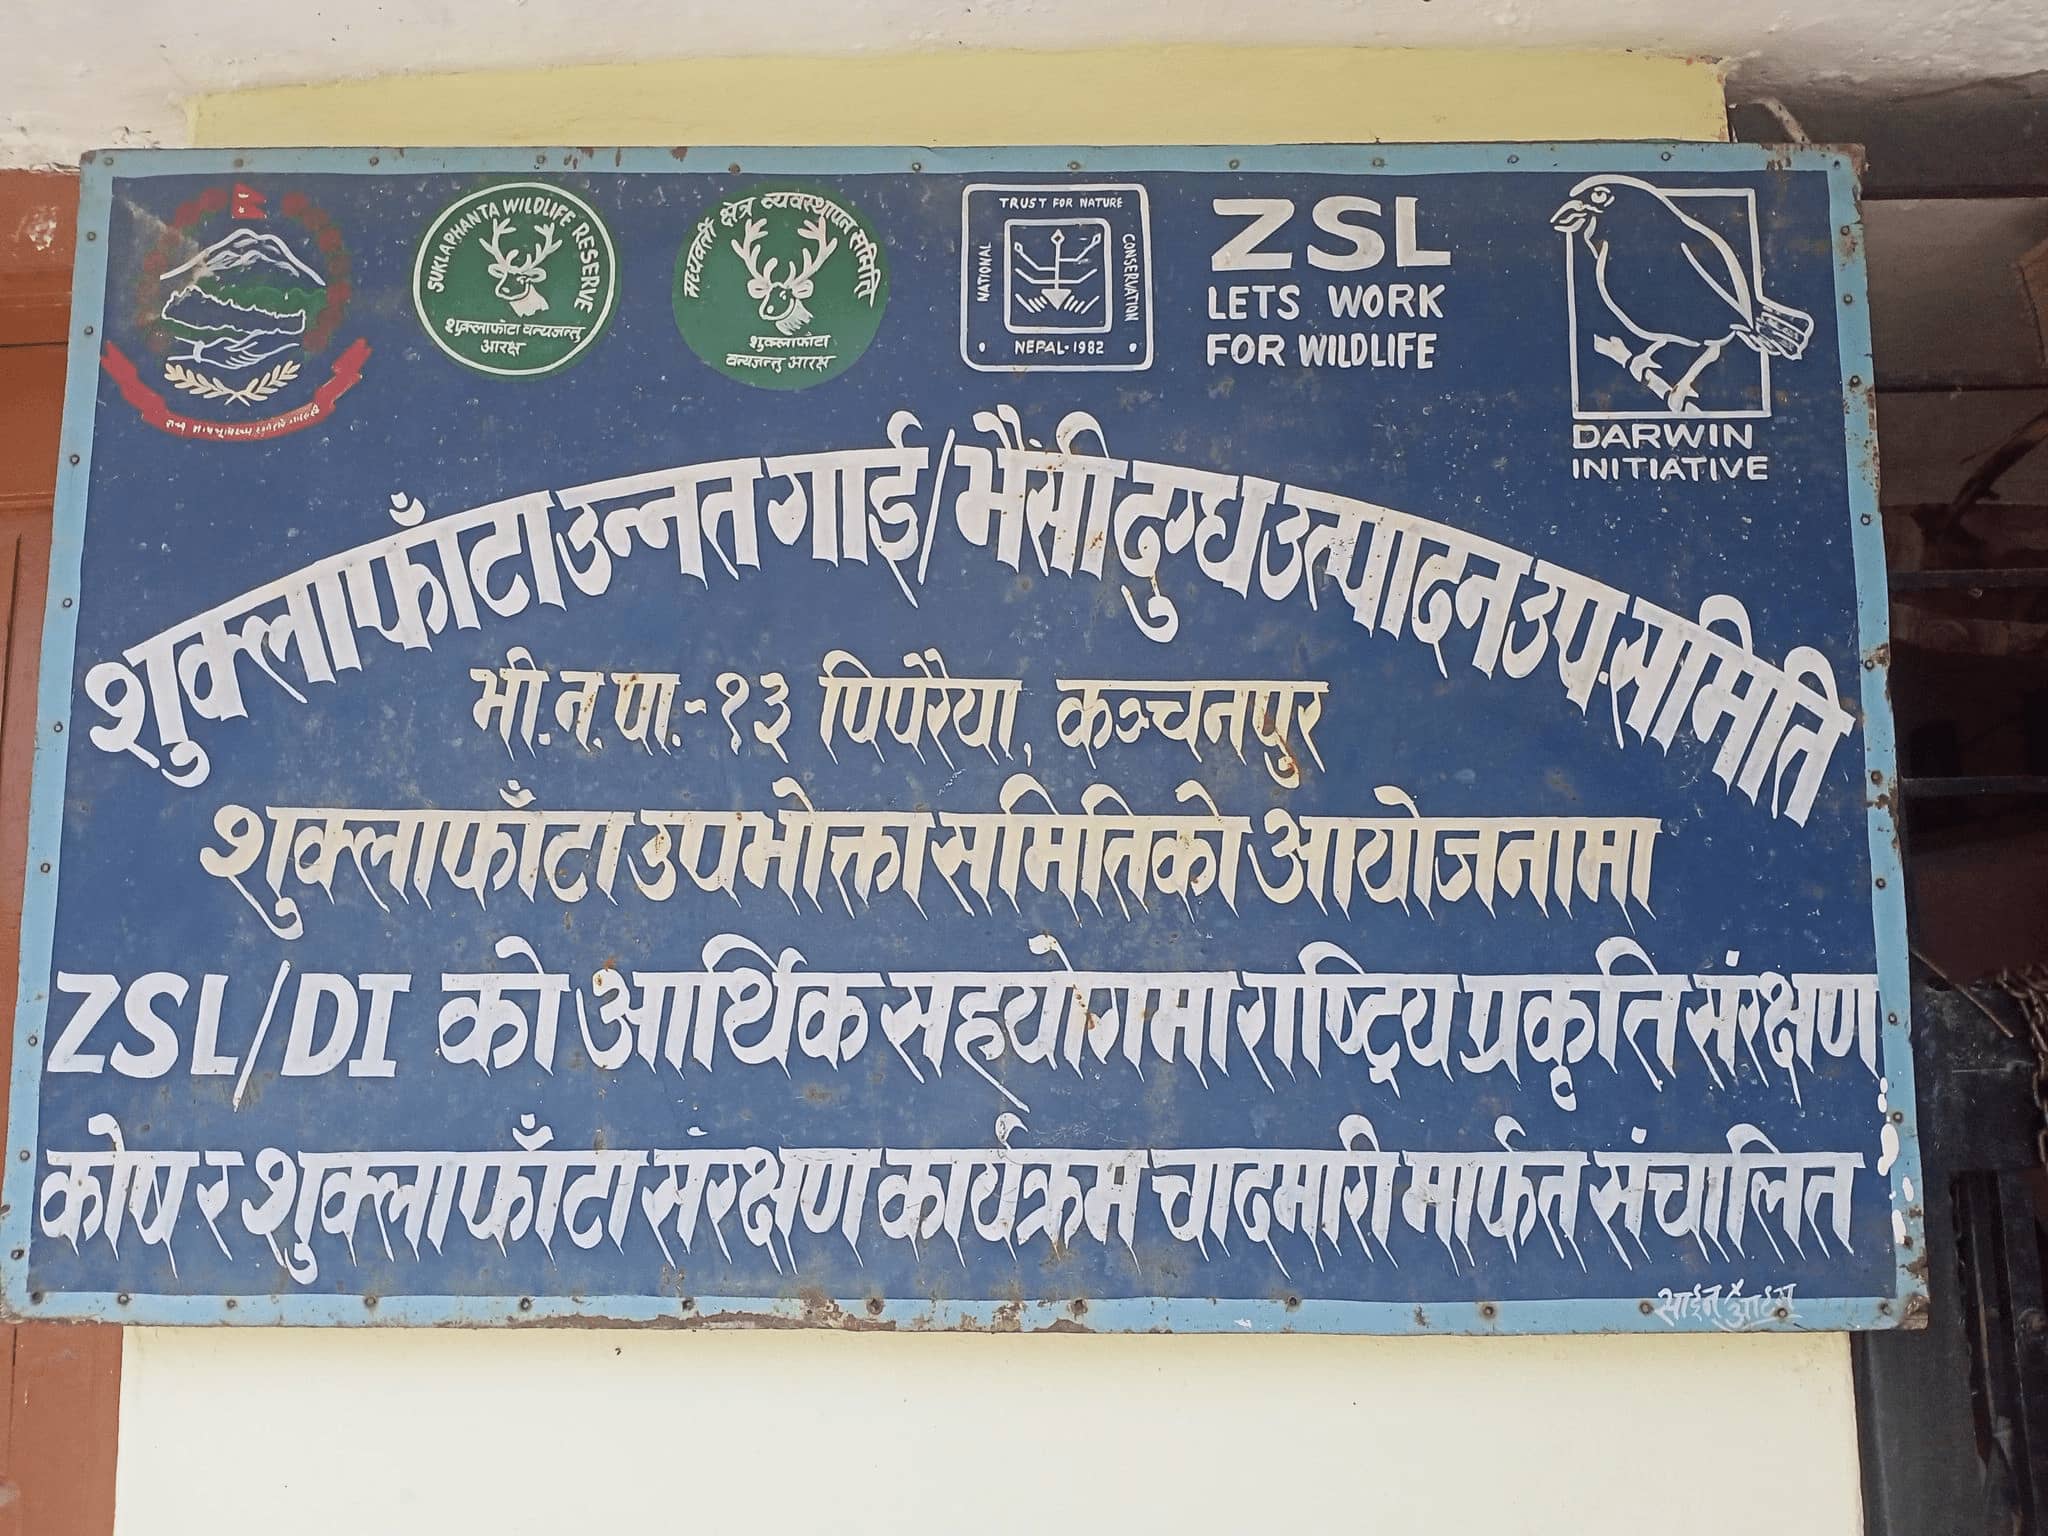 SUKLAPHANTA WILDLIFE RESERVE
शुक्लाफाँटा वन्यजन्तु
आरक्ष
मध्यवर्ती क्षेत्र व्यवस्थापन समिति
शुक्लाफाँटा
वन्यजन्तु आरक्ष
TRUST FOR NATURE
NATIONAL
CONSERVATION
NEPAL-1982
ZSL
LETS WORK
FOR WILDLIFE
DARWIN
INITIATIVE
शुक्लाफाँटा उन्नत गाई/भैंसी दुग्ध उत्पादन उप.समिति
भी.न.पा.-१३ पिपरैया, कञ्चनपुर
शुक्लाफाँटा उपभोक्ता समितिको आयोजनामा
ZSL/DI को आर्थिक सहयोगमा राष्ट्रिय प्रकृति संरक्षण
कोष र शुक्लाफाँटा संरक्षण कार्यक्रम चादमारी मार्फत संचालित